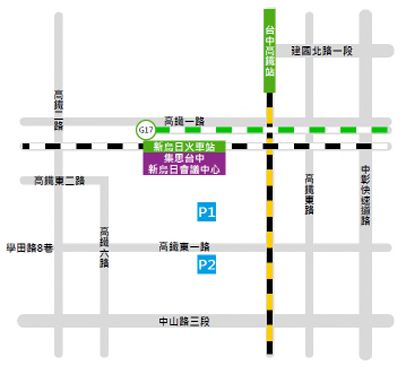 台中高鐵站
建國北路一段
高鐵二路
高鐵一路
G17
新烏日火車站
集思台中
新烏日會議中心
高鐵東二路
高鐵東路
中彰快速道路
P1
學田路8巷
高鐵六路
高鐵東一路
P2
中山路三段